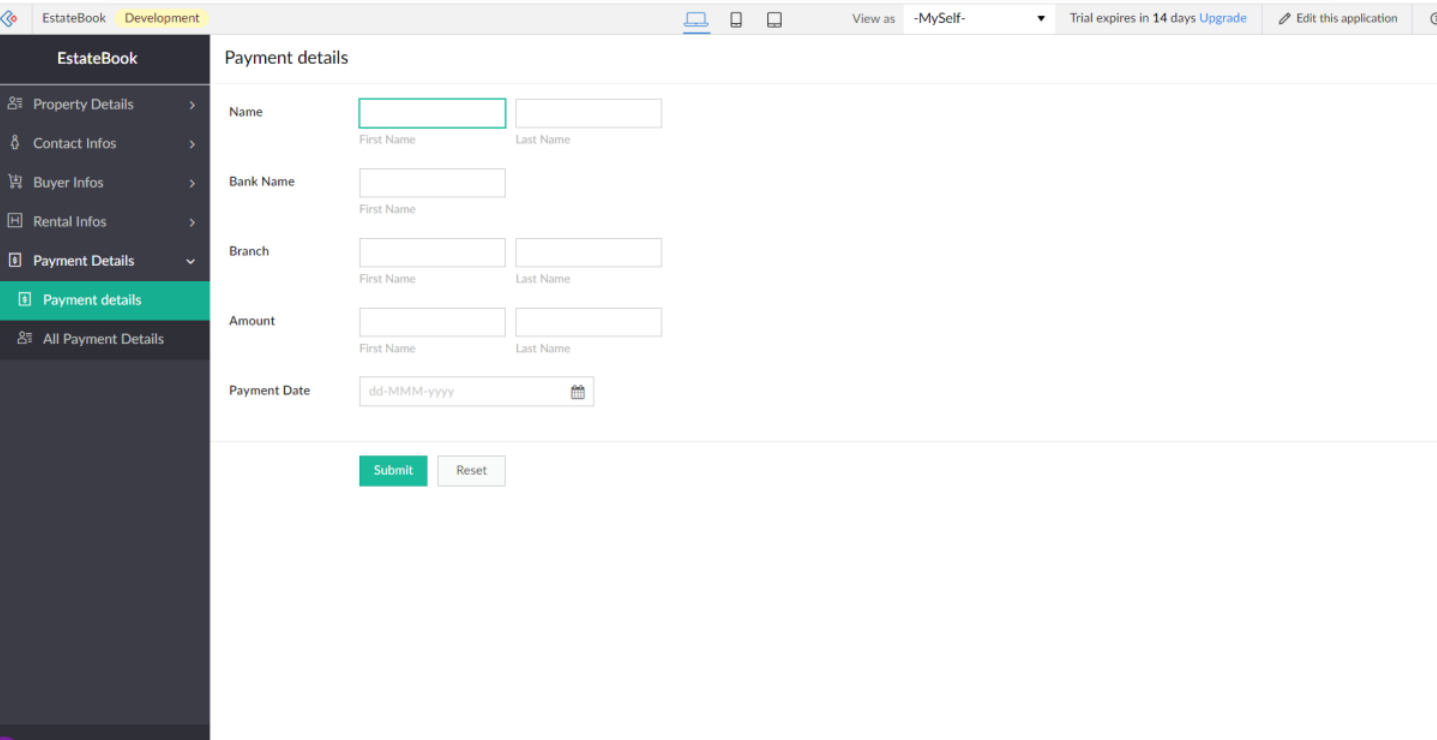 EstateBook Development View as -MySelf- Trial expires in 14 days Upgrade Edit this application
EstateBook
Payment details
Property Details
Contact Infos
Buyer Infos
Rental Infos
Payment Details
Payment details
All Payment Details
Name
First Name Last Name
Bank Name
First Name
Branch
First Name Last Name
Amount
First Name Last Name
Payment Date dd-MMM-yyyy
Submit Reset